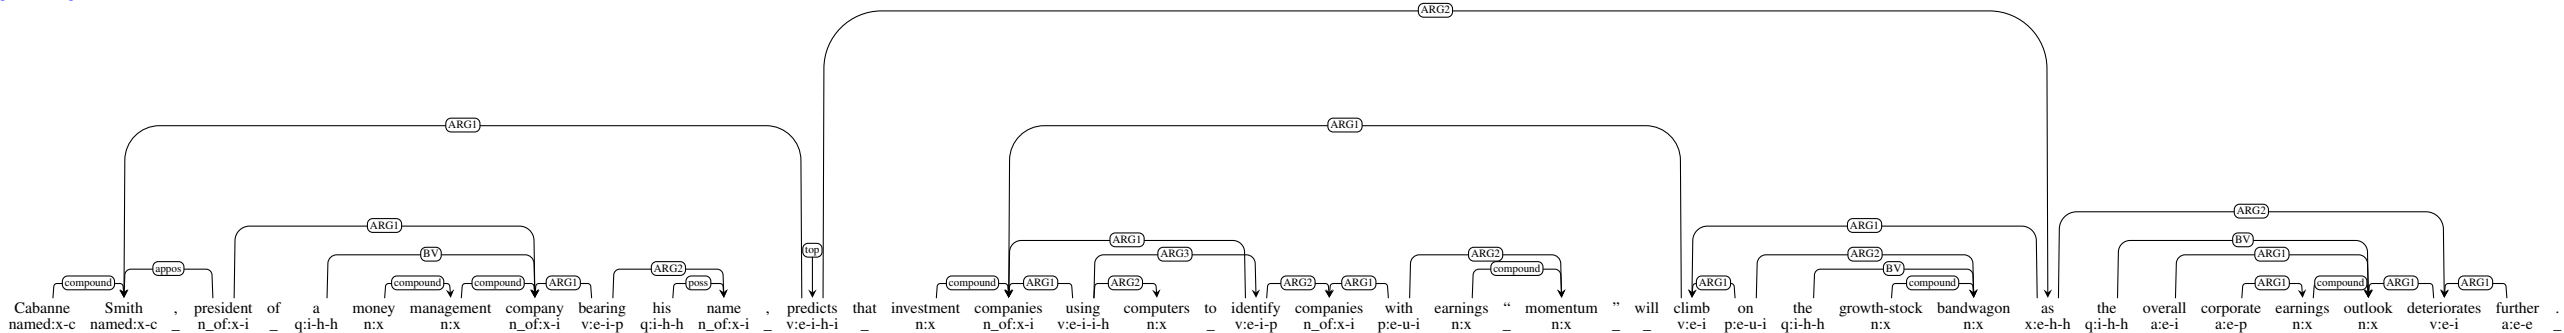 ARG2
ARG1 ARG1
ARG2
ARG1 ARG1
ARG1 BV
top
BV ARG3 ARG2 ARG2 ARG1
appos ARG2 compound BV
compound compound compound ARG1 poss compound ARG1 ARG2 ARG2 ARG1 ARG1 compound ARG1 compound ARG1 ARG1
Cabanne Smith , president of a money management company bearing his name , predicts that investment companies using computers to identify companies with earnings “ momentum ” will climb on the growth-stock bandwagon as the overall corporate earnings outlook deteriorates further .
named:x-c named:x-c _ n_of:x-i _ q:i-h-h n:x n:x n_of:x-i v:e-i-p q:i-h-h n_of:x-i _ v:e-i-h-i _ n:x n_of:x-i v:e-i-i-h n:x _ v:e-i-p n_of:x-i p:e-u-i n:x _ n:x _ _ v:e-i p:e-u-i q:i-h-h n:x n:x x:e-h-h q:i-h-h a:e-i a:e-p n:x n:x v:e-i a:e-e _